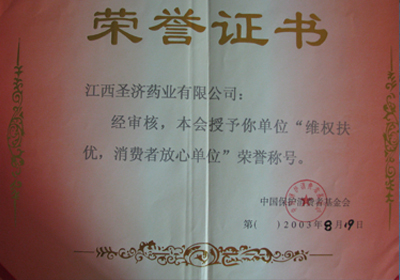 荣誉证书
江西圣济药业有限公司：
经审核，本会授予你单位“维权扶
优，消费者放心单位”荣誉称号。
中国保护消费者基金会
第(　　)2003年8月19日